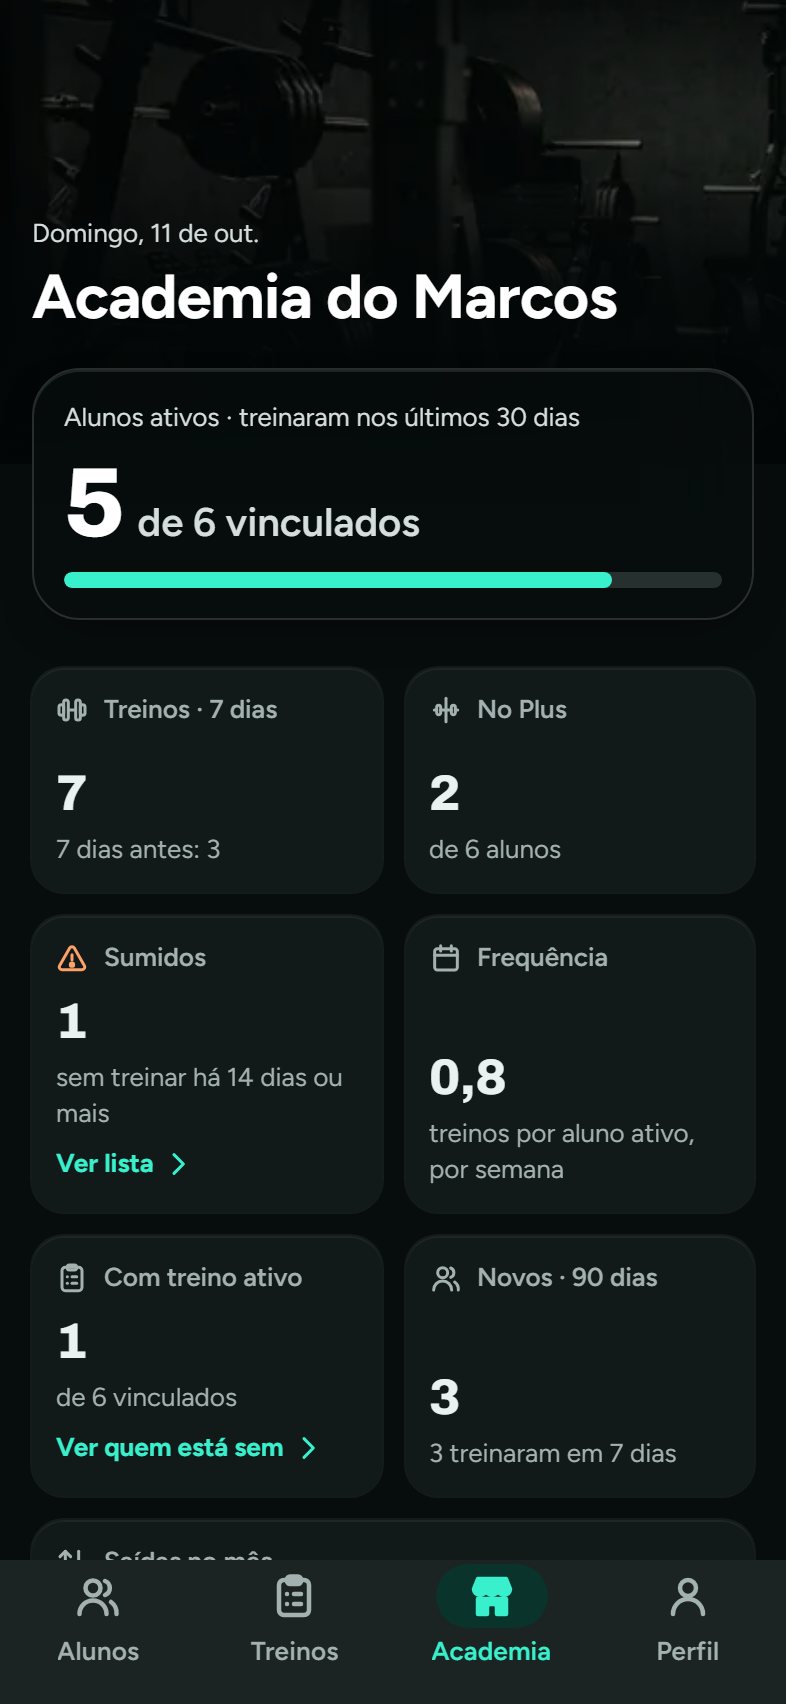 Domingo, 11 de out.
Academia do Marcos
Alunos ativos · treinaram nos últimos 30 dias
5 de 6 vinculados
Treinos · 7 dias
7
7 dias antes: 3
No Plus
2
de 6 alunos
Sumidos
1
sem treinar há 14 dias ou
mais
Ver lista
Frequência
0,8
treinos por aluno ativo,
por semana
Com treino ativo
1
de 6 vinculados
Ver quem está sem
Novos · 90 dias
3
3 treinaram em 7 dias
Saídas no mês
Alunos
Treinos
Academia
Perfil